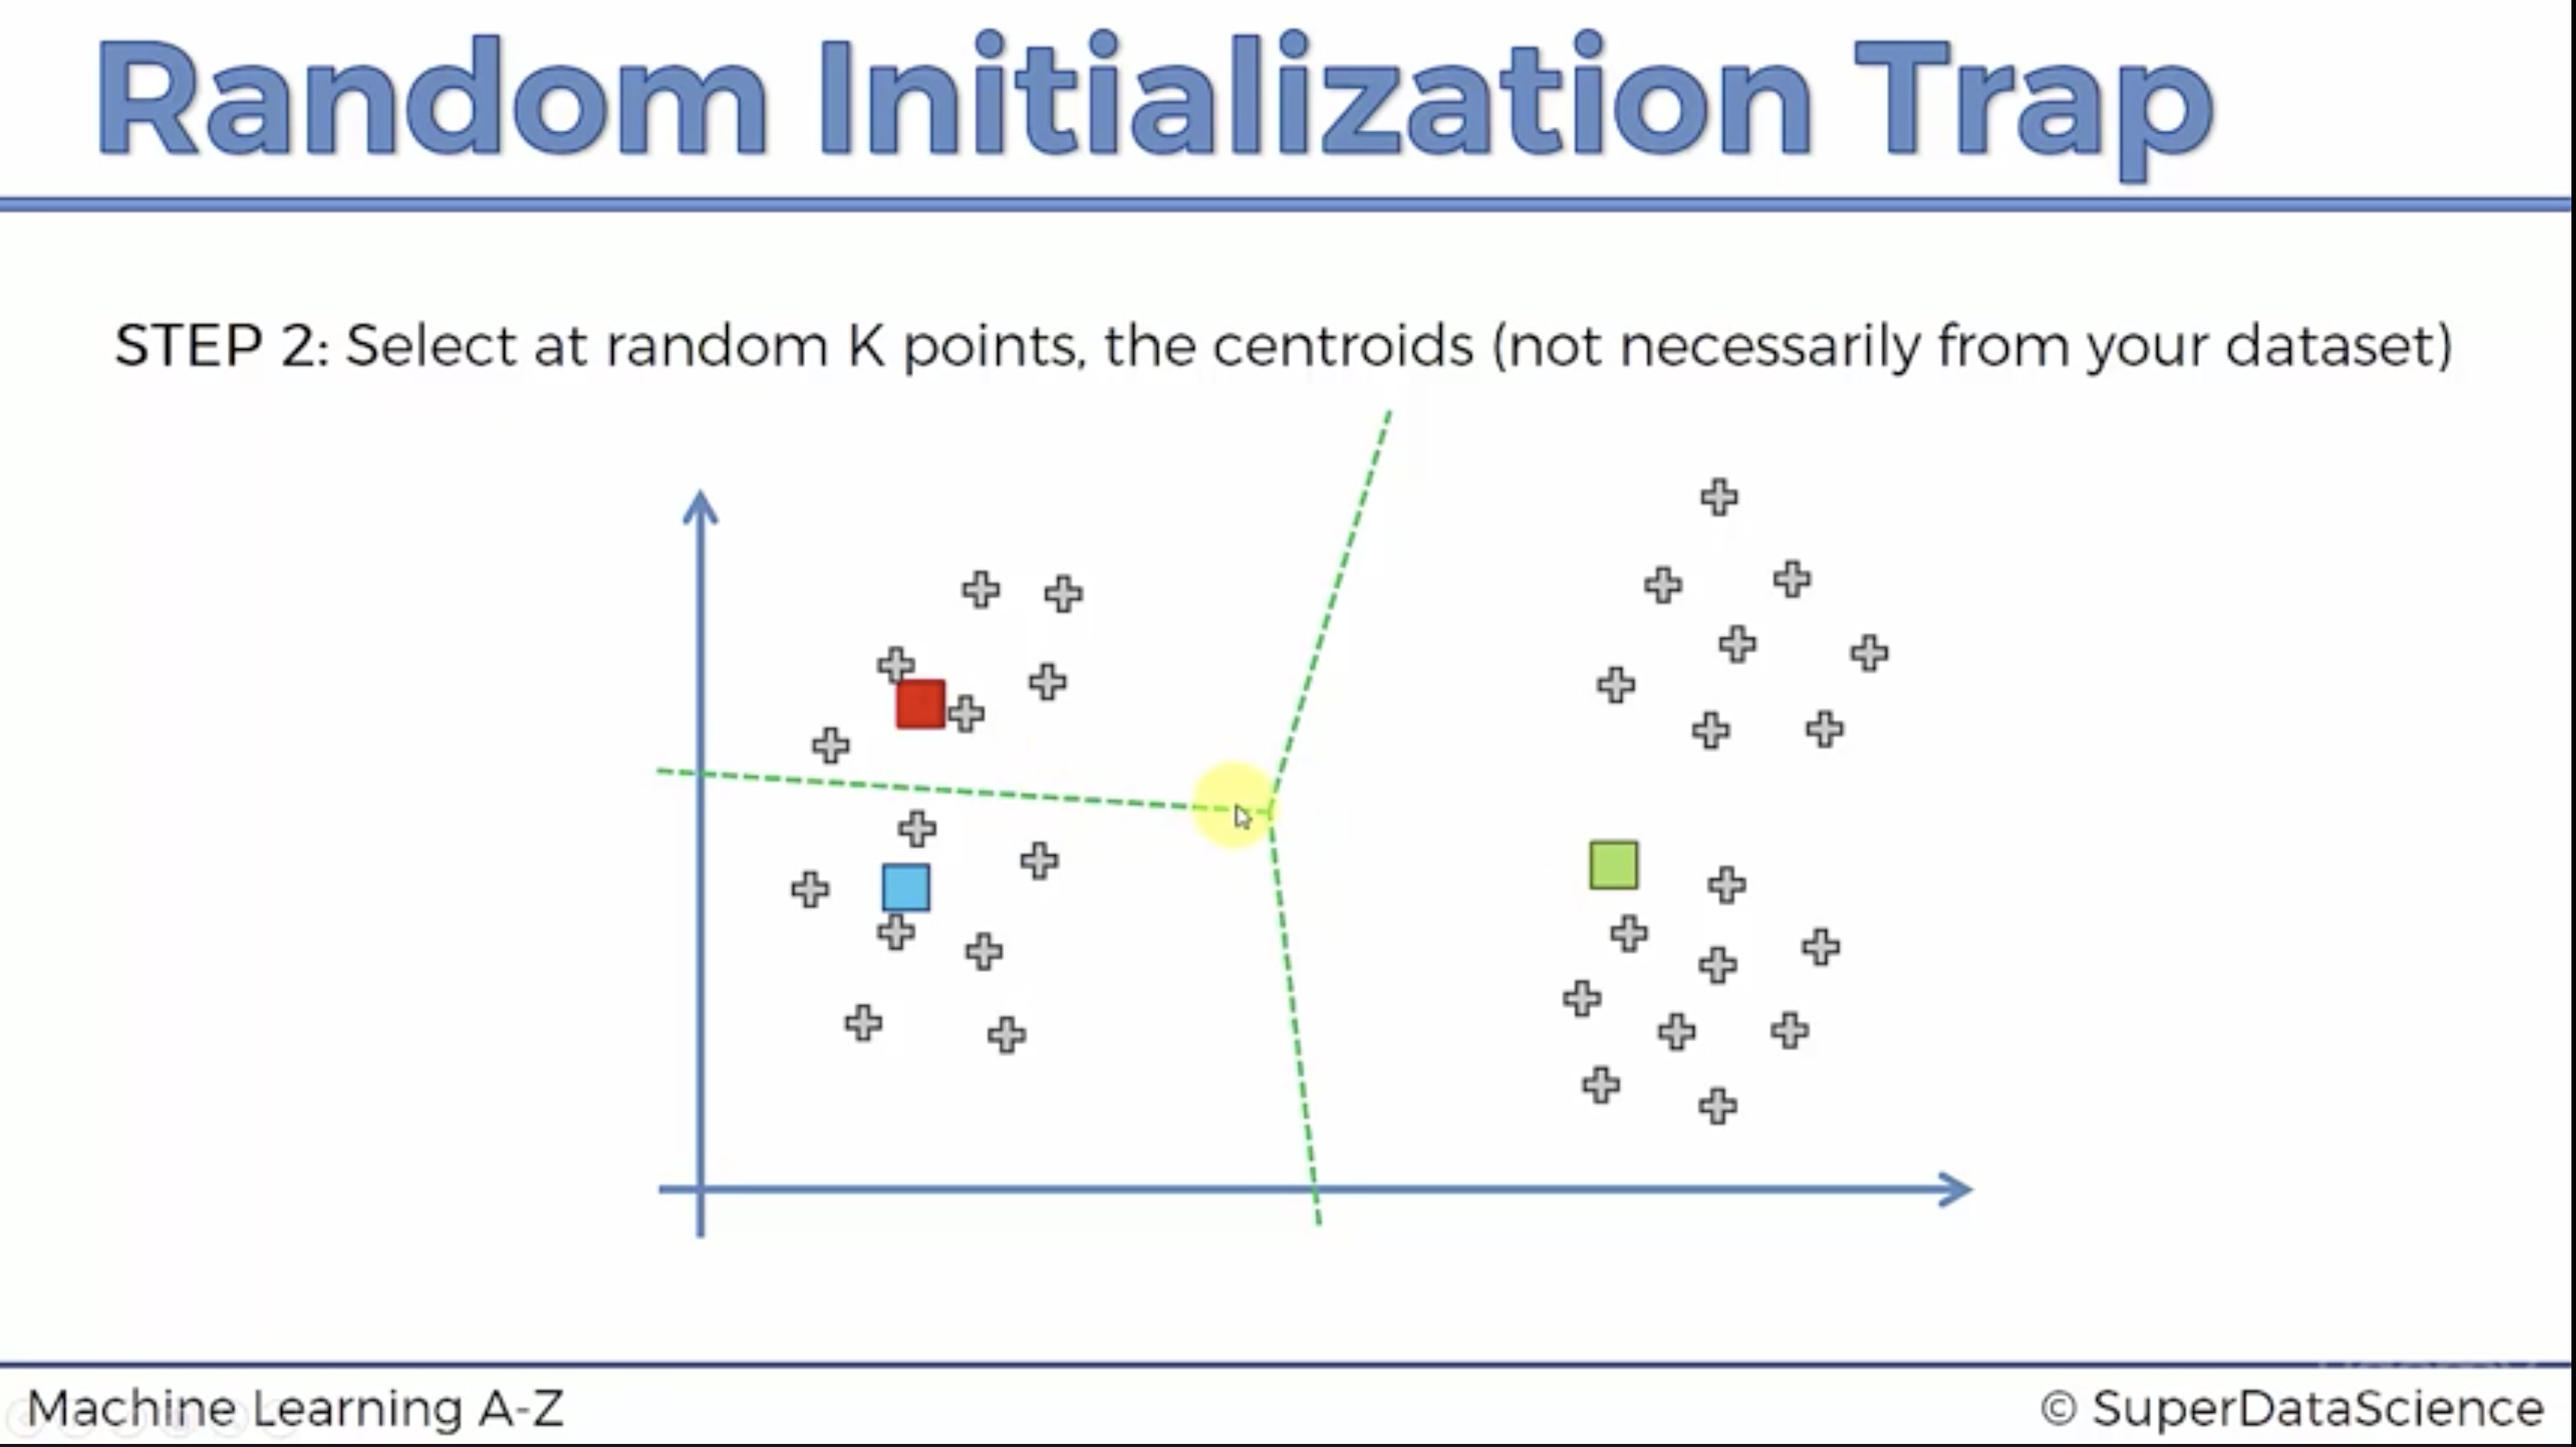 Random Initialization Trap
STEP 2: Select at random K points, the centroids (not necessarily from your dataset)
Machine Learning A-Z
© SuperDataScience